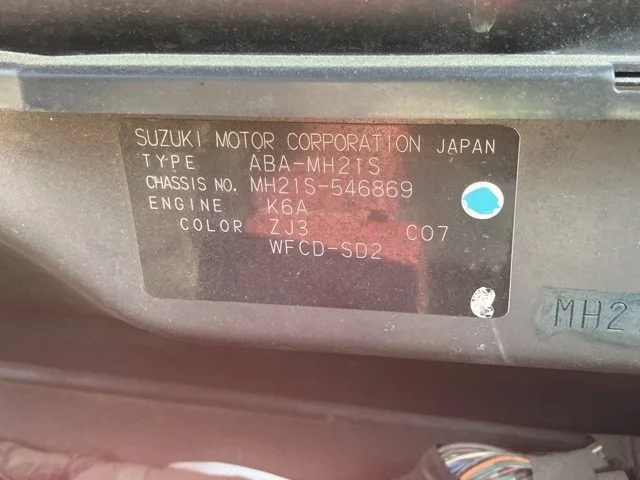 SUZUKI MOTOR CORPORATION JAPAN
TYPE ABA-MH21S
CHASSIS NO. MH21S-546869
ENGINE K6A
COLOR ZJ3 C07
WFCD-SD2
MH2